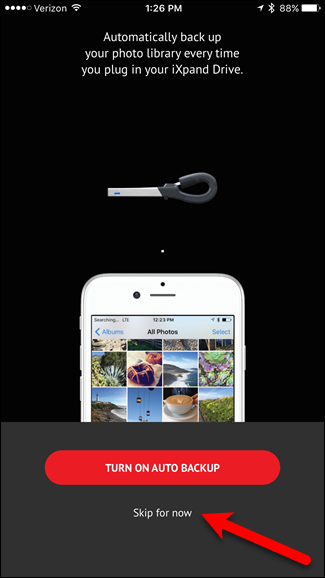 Verizon 1:26 PM 88%
Automatically back up
your photo library every time
you plug in your iXpand Drive.
Searching... LTE 12:23 PM
Albums All Photos Select
TURN ON AUTO BACKUP
Skip for now